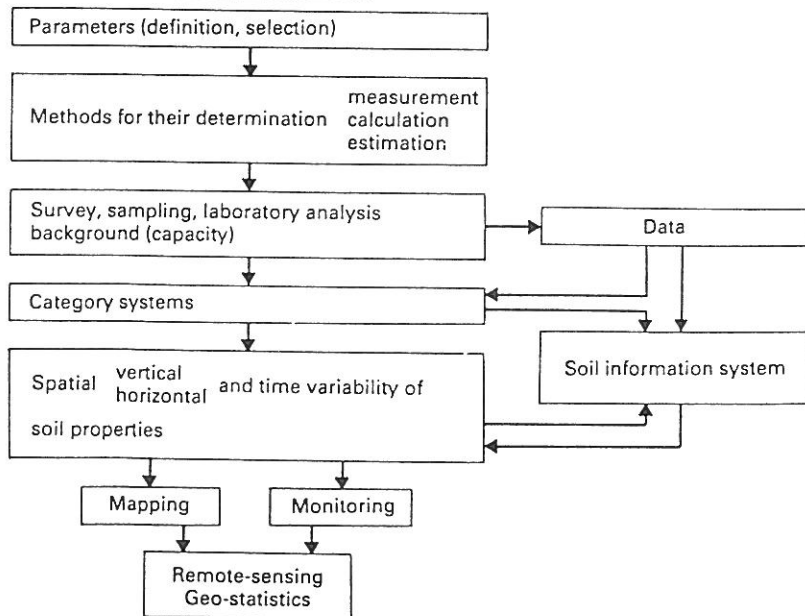 Parameters (definition, selection)
Methods for their determination
measurement
calculation
estimation
Survey, sampling, laboratory analysis
background (capacity)
Data
Category systems
Soil information system
Spatial
vertical
horizontal
and time variability of
soil properties
Mapping
Monitoring
Remote-sensing
Geo-statistics